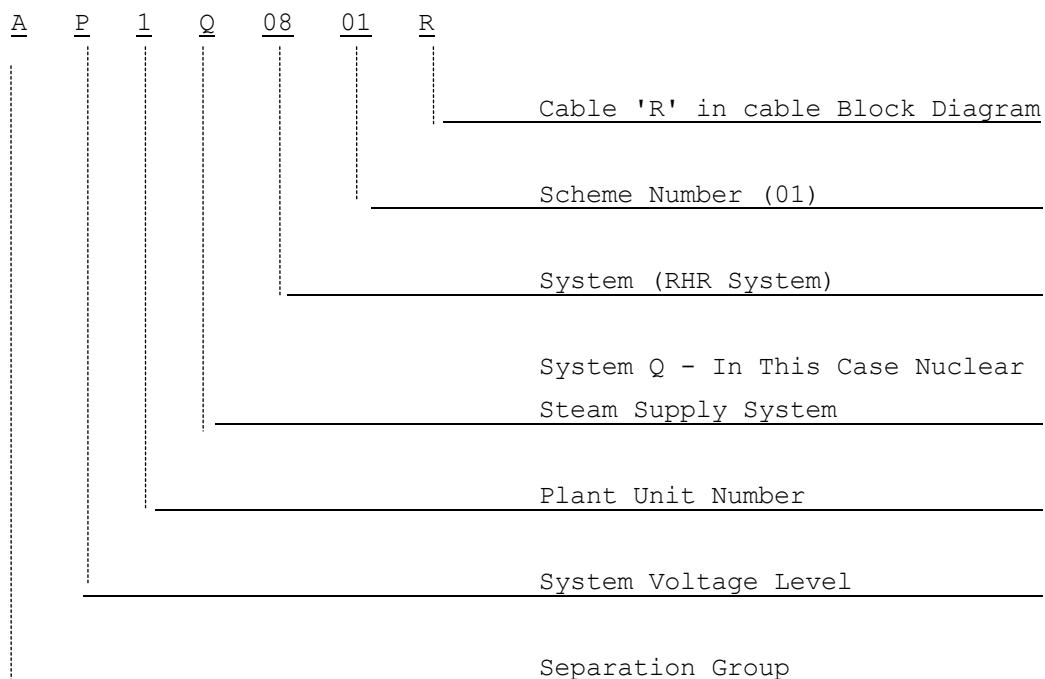 A P 1 Q 08 01 R
Cable 'R' in cable Block Diagram
Scheme Number (01)
System (RHR System)
System Q - In This Case Nuclear
Steam Supply System
Plant Unit Number
System Voltage Level
Separation Group